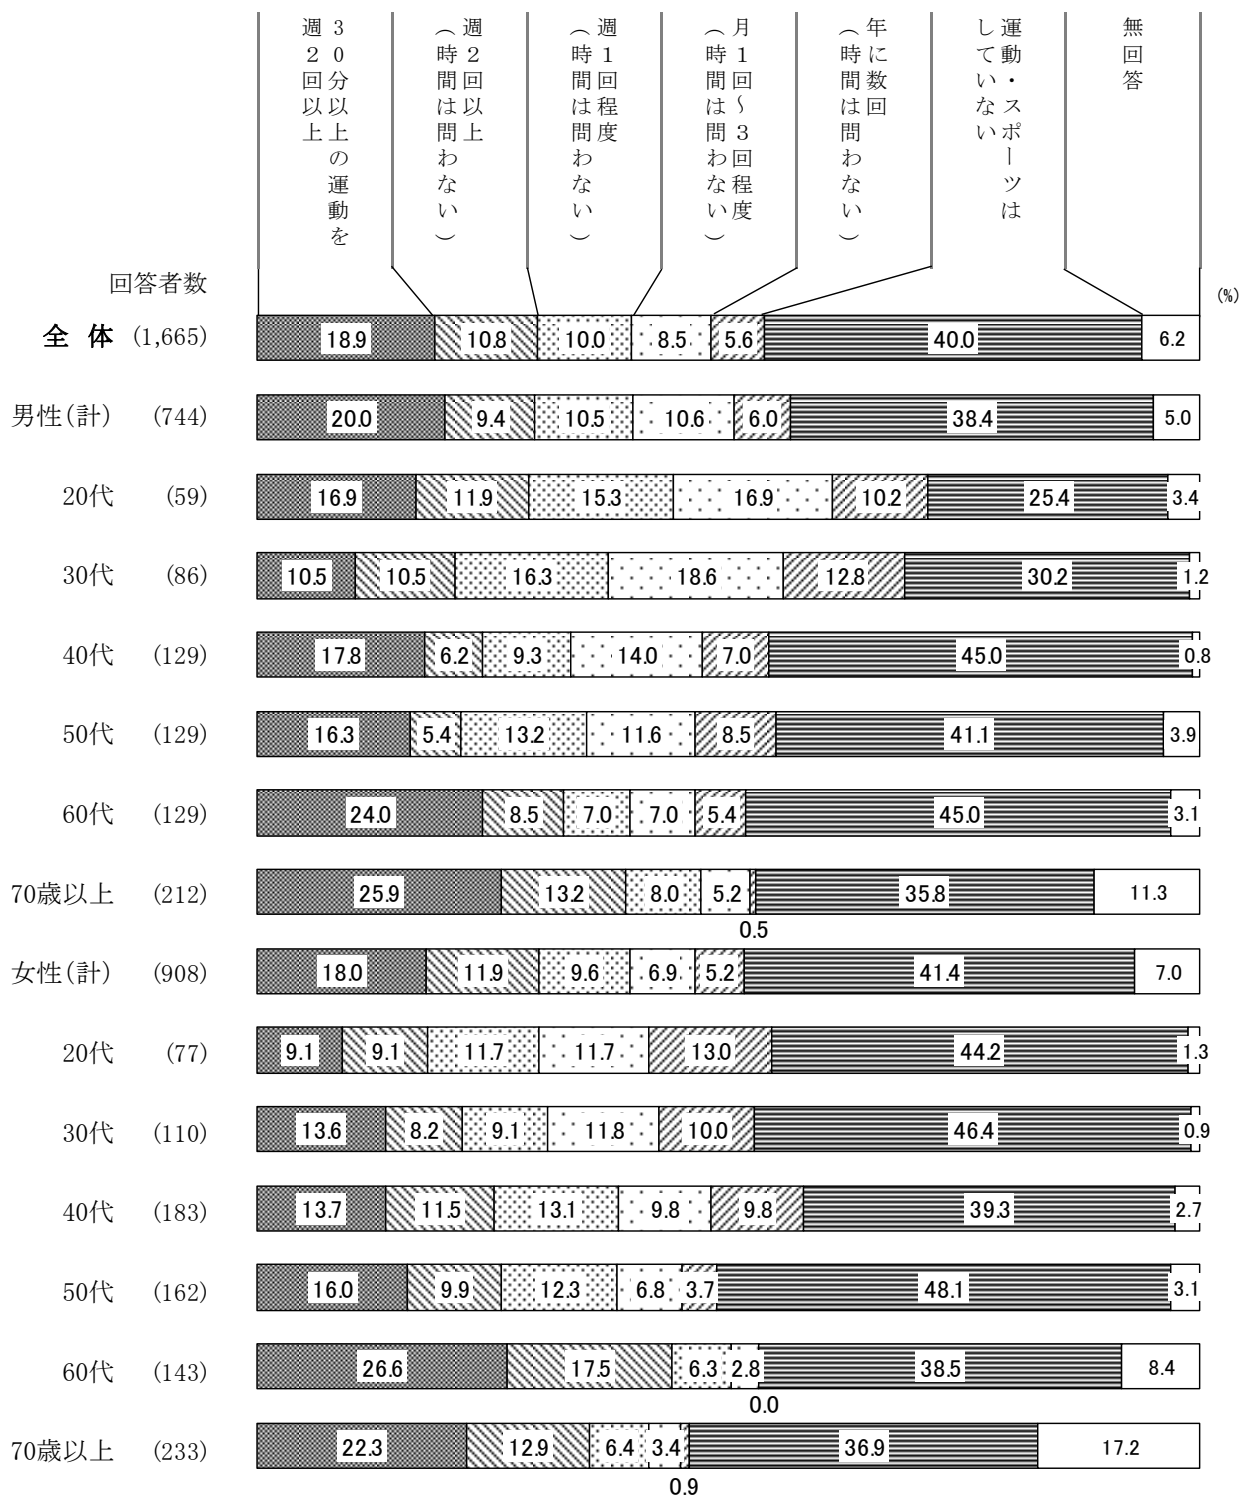 ３０分以上の運動を
週２回以上
週２回以上
（時間は問わない）
週１回程度
（時間は問わない）
月１回～３回程度
（時間は問わない）
年に数回
（時間は問わない）
運動・スポーツは
していない
無回答
回答者数
(%)
全 体 (1,665) 18.9 10.8 10.0 8.5 5.6 40.0 6.2
男性(計) (744) 20.0 9.4 10.5 10.6 6.0 38.4 5.0
20代 (59) 16.9 11.9 15.3 16.9 10.2 25.4 3.4
30代 (86) 10.5 10.5 16.3 18.6 12.8 30.2 1.2
40代 (129) 17.8 6.2 9.3 14.0 7.0 45.0 0.8
50代 (129) 16.3 5.4 13.2 11.6 8.5 41.1 3.9
60代 (129) 24.0 8.5 7.0 7.0 5.4 45.0 3.1
70歳以上 (212) 25.9 13.2 8.0 5.2 35.8 11.3
0.5
女性(計) (908) 18.0 11.9 9.6 6.9 5.2 41.4 7.0
20代 (77) 9.1 9.1 11.7 11.7 13.0 44.2 1.3
30代 (110) 13.6 8.2 9.1 11.8 10.0 46.4 0.9
40代 (183) 13.7 11.5 13.1 9.8 9.8 39.3 2.7
50代 (162) 16.0 9.9 12.3 6.8 3.7 48.1 3.1
60代 (143) 26.6 17.5 6.3 2.8 38.5 8.4
0.0
70歳以上 (233) 22.3 12.9 6.4 3.4 36.9 17.2
0.9